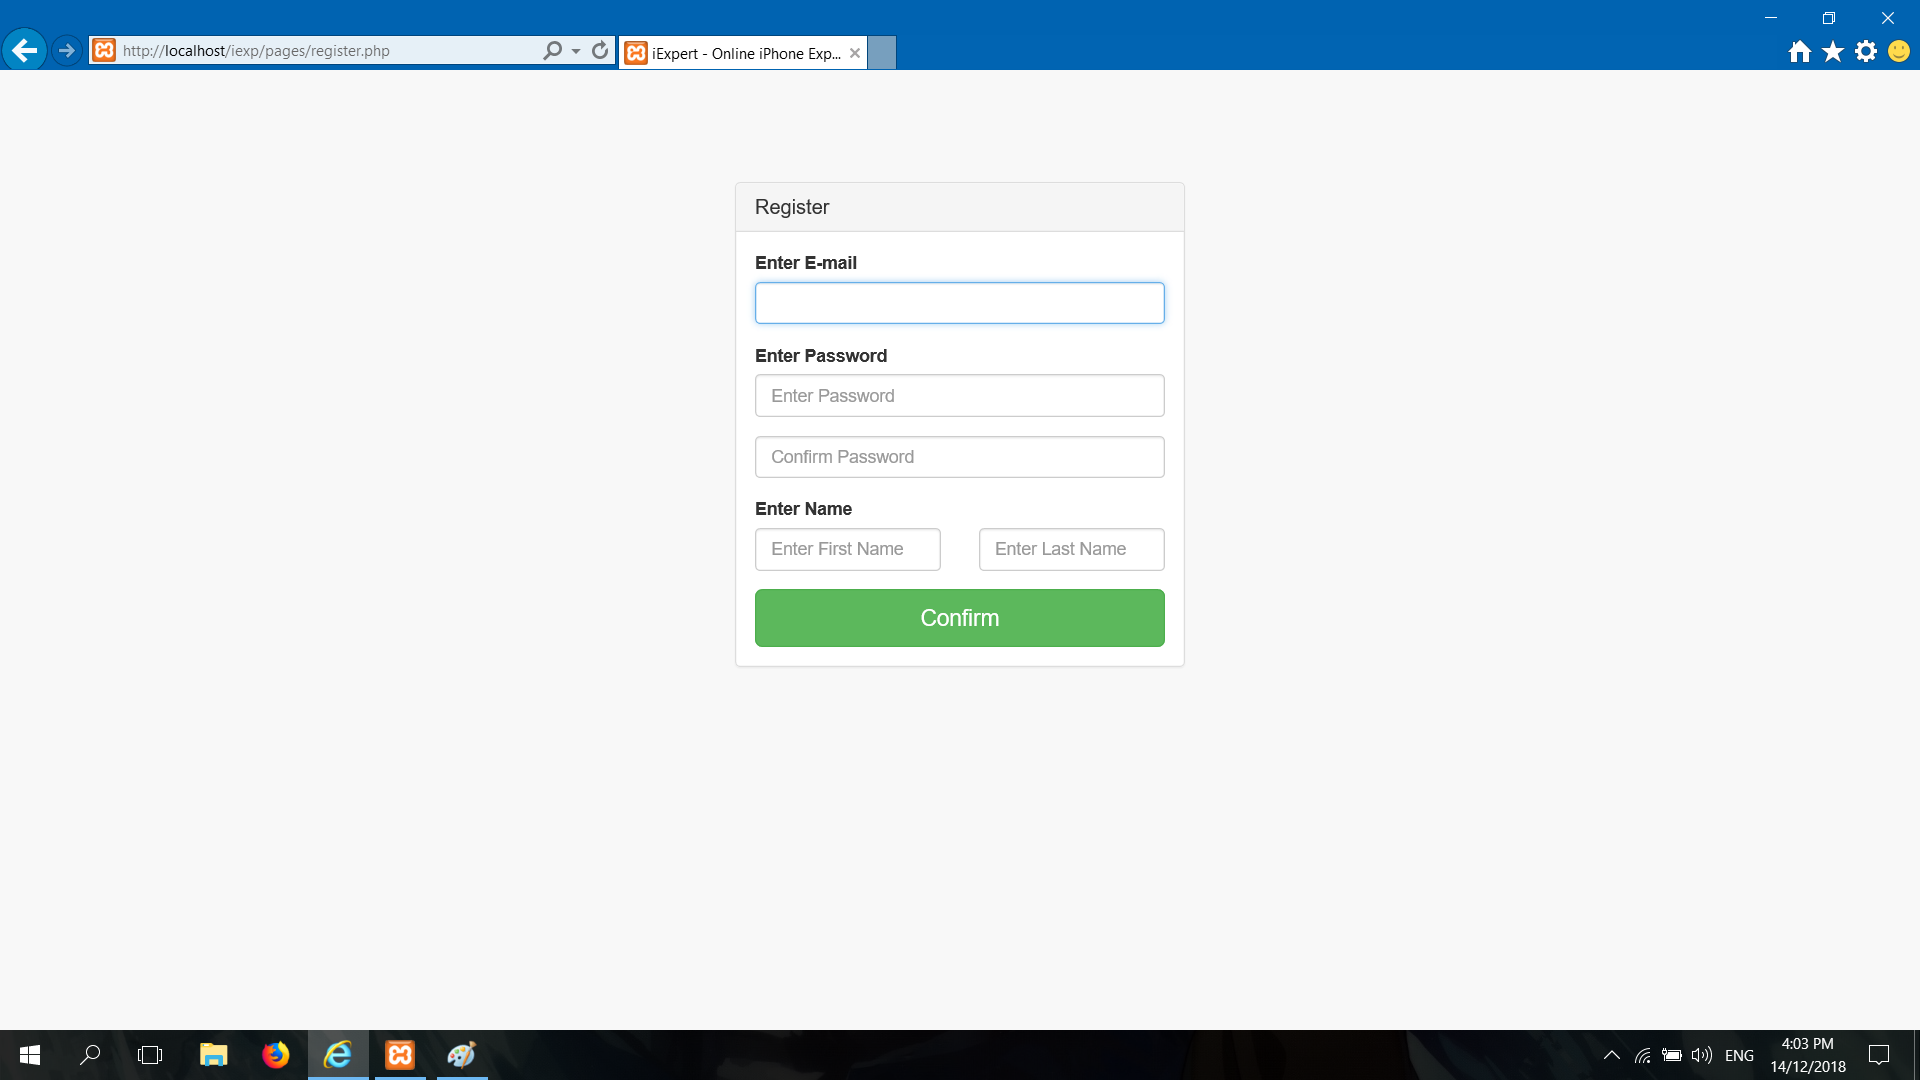 http://localhost/iexp/pages/register.php
iExpert - Online iPhone Exp...
Register
Enter E-mail
Enter Password
Enter Password
Confirm Password
Enter Name
Enter First Name
Enter Last Name
Confirm
ENG
4:03 PM
14/12/2018